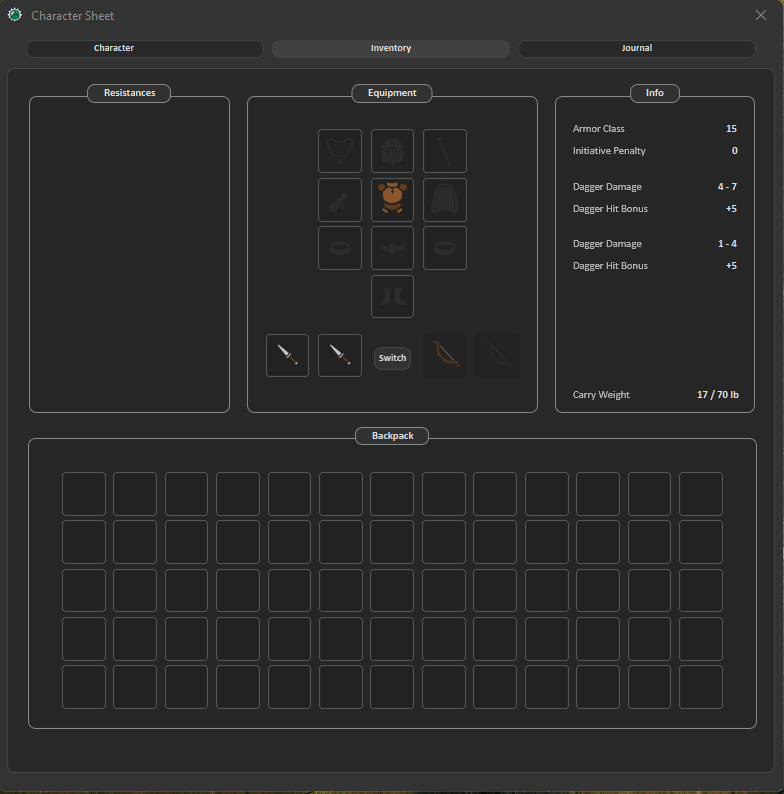 Character Sheet
Character Inventory Journal
Resistances
Equipment
Switch
Info
Armor Class 15
Initiative Penalty 0
Dagger Damage 4 - 7
Dagger Hit Bonus +5
Dagger Damage 1 - 4
Dagger Hit Bonus +5
Carry Weight 17 / 70 lb
Backpack